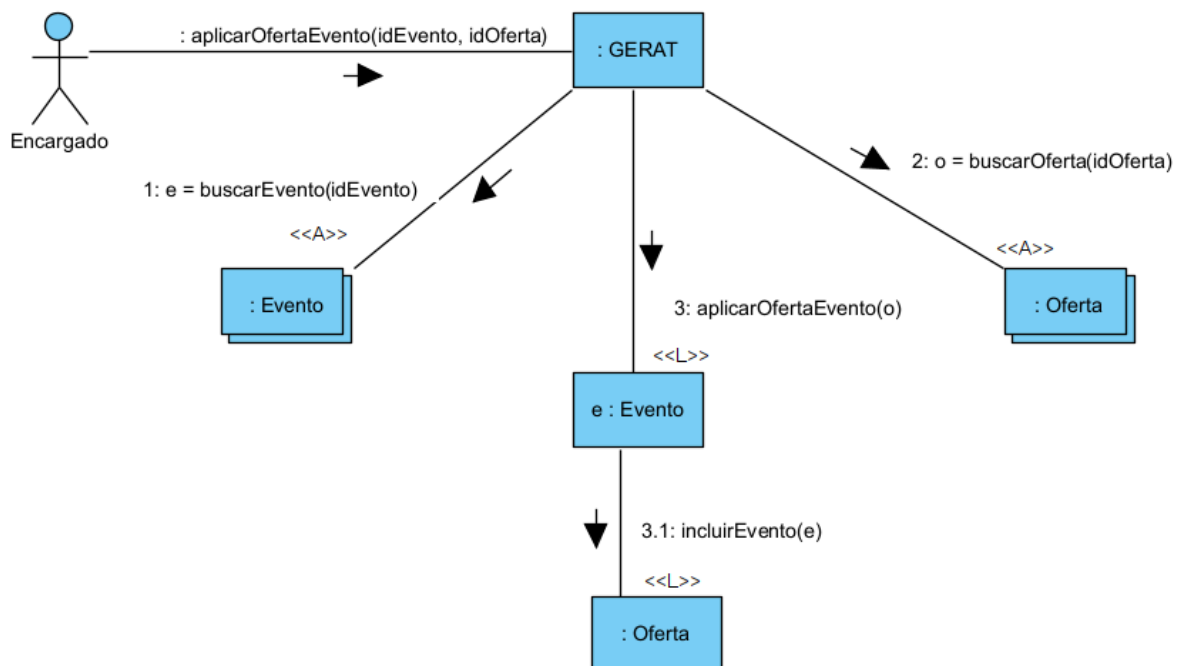 : aplicarOfertaEvento(idEvento, idOferta)
: GERAT
Encargado
2: o = buscarOferta(idOferta)
1: e = buscarEvento(idEvento)
<<A>>
<<A>>
: Evento
3: aplicarOfertaEvento(o)
: Oferta
<<L>>
e : Evento
3.1: incluirEvento(e)
<<L>>
: Oferta